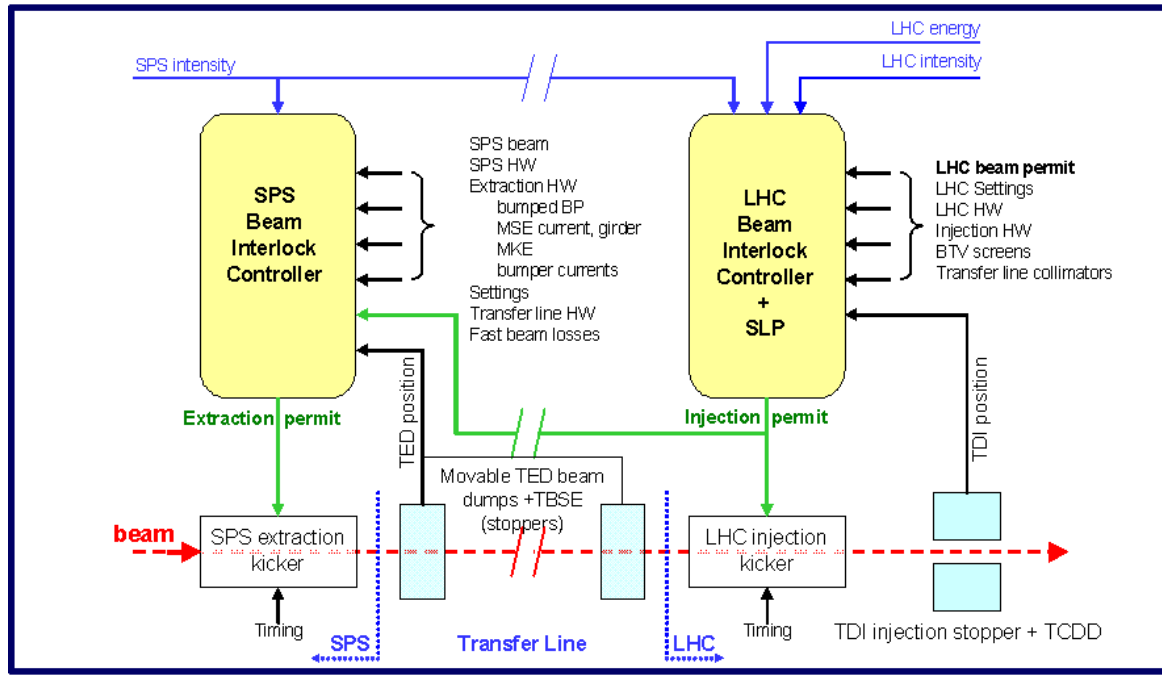 LHC energy
SPS intensity
LHC intensity
SPS
Beam
Interlock
Controller
SPS beam
SPS HW
Extraction HW
bumped BP
MSE current, girder
MKE
bumper currents
Settings
Transfer line HW
Fast beam losses
LHC
Beam
Interlock
Controller
+
SLP
LHC beam permit
LHC Settings
LHC HW
Injection HW
BTV screens
Transfer line collimators
Extraction permit
TED position
Injection permit
TDI position
Movable TED beam
dumps +TBSE
(stoppers)
beam
SPS extraction
kicker
LHC injection
kicker
Timing
Timing
TDI injection stopper + TCDD
SPS
Transfer Line
LHC